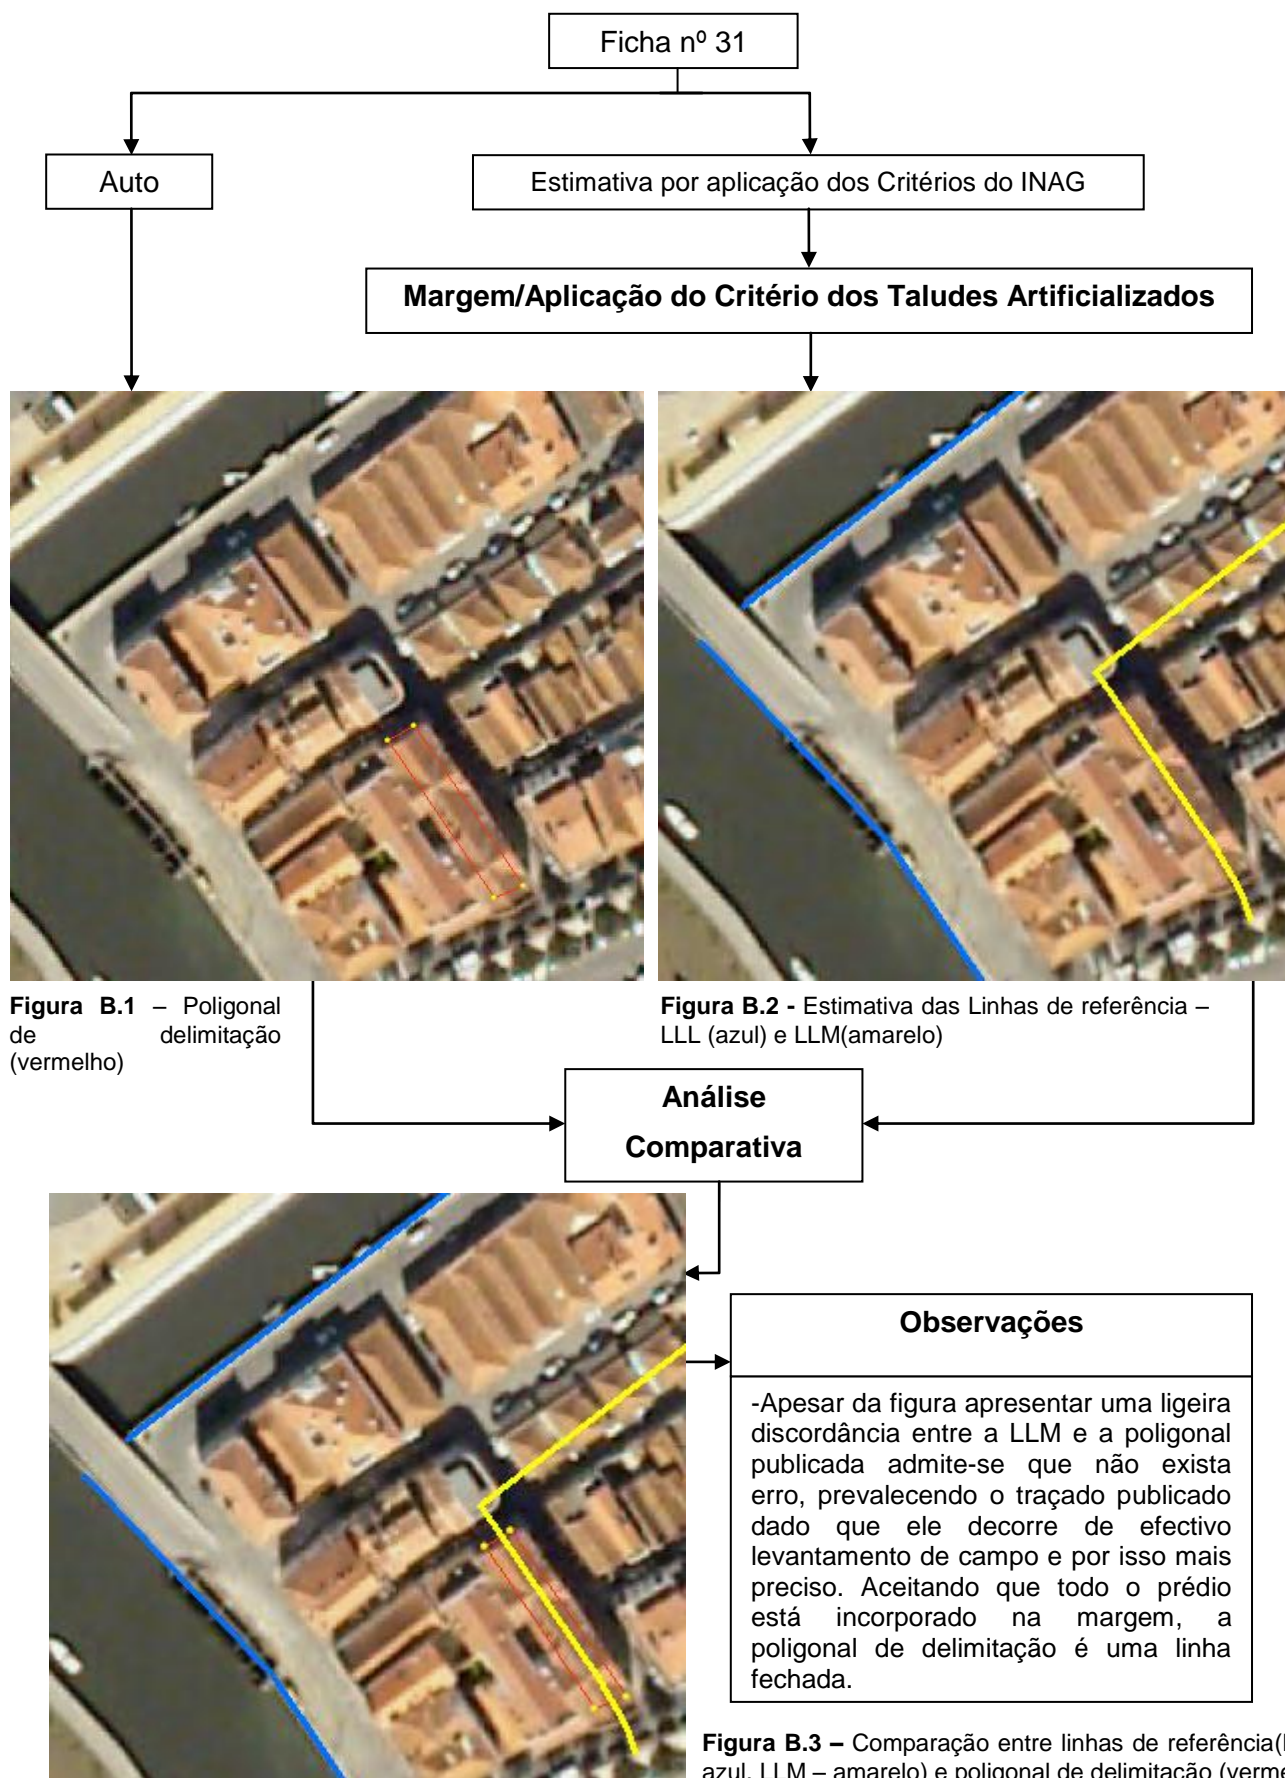 Ficha nº 31
Auto
Estimativa por aplicação dos Critérios do INAG
Margem/Aplicação do Critério dos Taludes Artificializados
Figura B.1 – Poligonal
de delimitação
(vermelho)
Figura B.2 - Estimativa das Linhas de referência –
LLL (azul) e LLM(amarelo)
Análise
Comparativa
Observações
-Apesar da figura apresentar uma ligeira
discordância entre a LLM e a poligonal
publicada admite-se que não exista
erro, prevalecendo o traçado publicado
dado que ele decorre de efectivo
levantamento de campo e por isso mais
preciso. Aceitando que todo o prédio
está incorporado na margem, a
poligonal de delimitação é uma linha
fechada.
Figura B.3 – Comparação entre linhas de referência(
azul, LLM – amarelo) e poligonal de delimitação